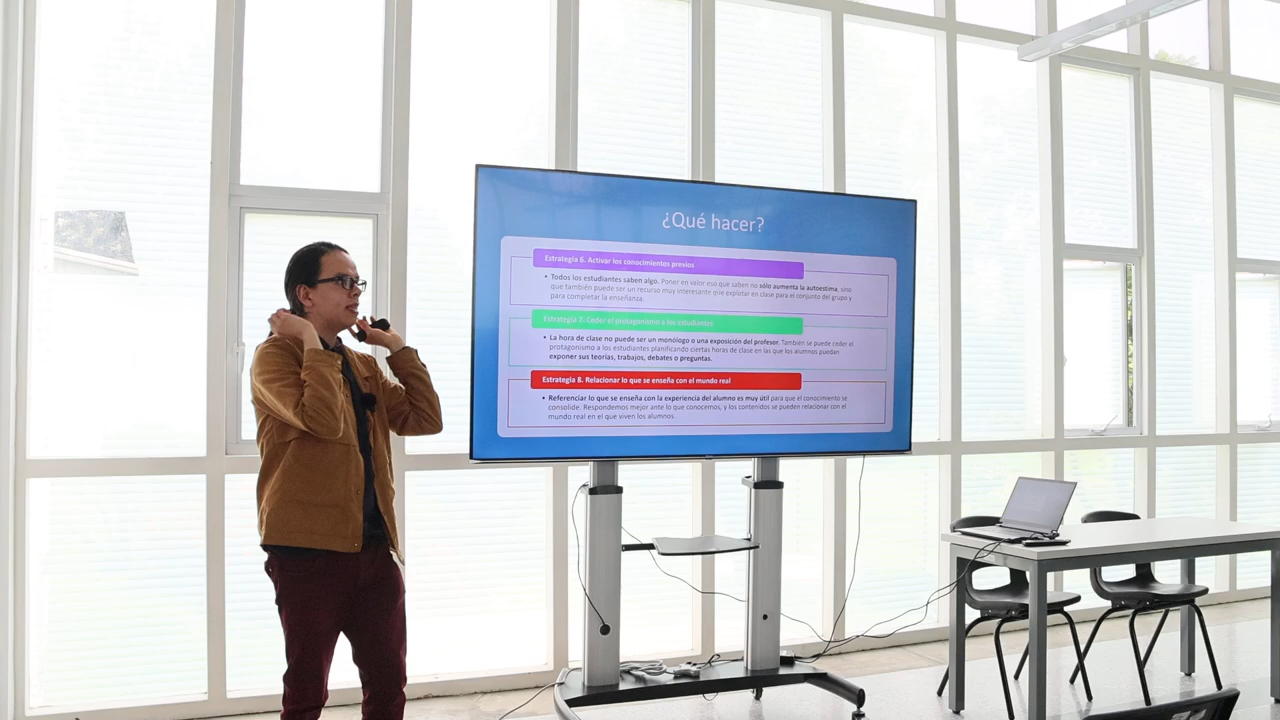 ¿Qué hacer?
Estrategia 6. Activar los conocimientos previos
• Todos los estudiantes saben algo. Poner en valor eso que saben no sólo aumenta la autoestima, sino
que también puede ser un recurso muy interesante que explotar en clase para el conjunto del grupo y
para completar la enseñanza.
Estrategia 7. Ceder el protagonismo a los estudiantes
• La hora de clase no puede ser un monólogo o una exposición del profesor. También se puede ceder el
protagonismo a los estudiantes planificando ciertas horas de clase en las que los alumnos puedan
exponer sus teorías, trabajos, debates o preguntas.
Estrategia 8. Relacionar lo que se enseña con el mundo real
• Referenciar lo que se enseña con la experiencia del alumno es muy útil para que el conocimiento se
consolide. Respondemos mejor ante lo que conocemos, y los contenidos se pueden relacionar con el
mundo real en el que viven los alumnos.